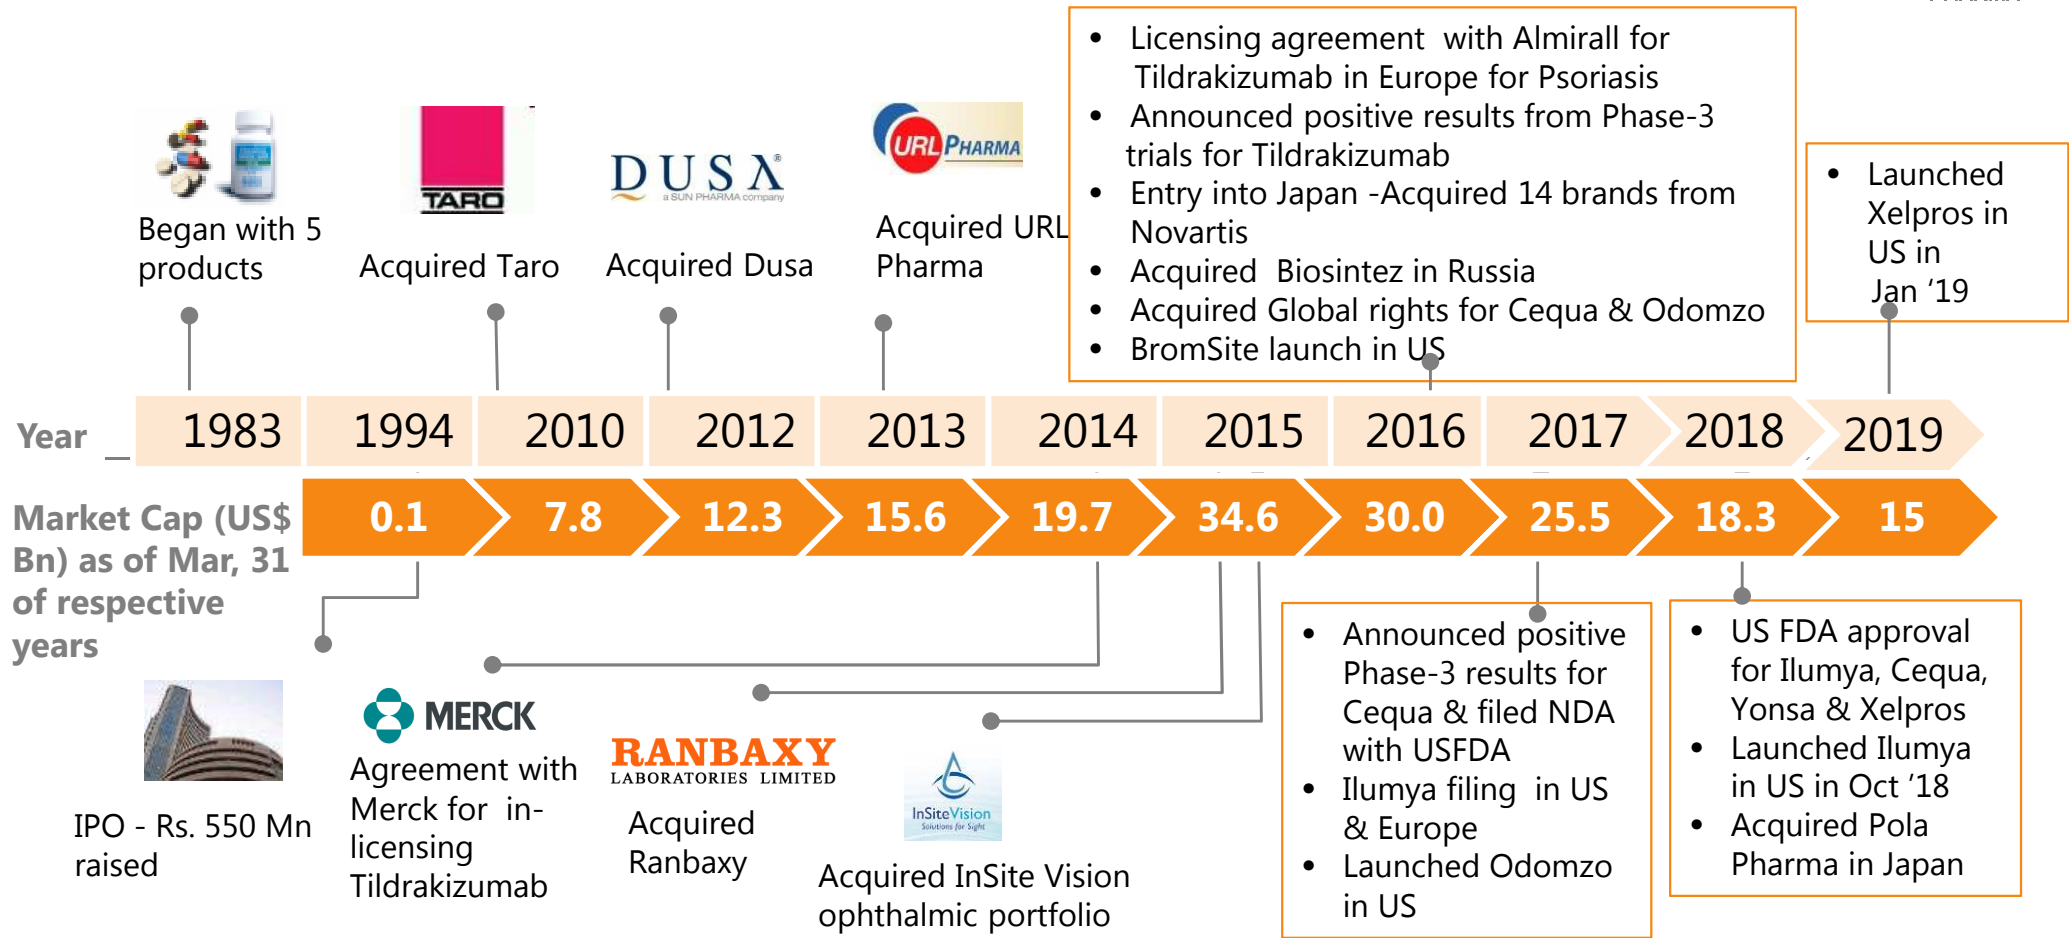 • Licensing agreement with Almirall for
Tildrakizumab in Europe for Psoriasis
• Announced positive results from Phase-3
trials for Tildrakizumab
• Entry into Japan -Acquired 14 brands from
Novartis
• Acquired Biosintez in Russia
• Acquired Global rights for Cequa & Odomzo
• BromSite launch in US
• Launched
Xelpros in
US in
Jan ‘19
Began with 5
products
TARO
Acquired Taro
DUSA®
a SUN PHARMA company
Acquired Dusa
URL PHARMA
Acquired URL
Pharma
Year _ 1983 1994 2010 2012 2013 2014 2015 2016 2017 2018 2019
Market Cap (US$
Bn) as of Mar, 31
of respective
years
0.1 7.8 12.3 15.6 19.7 34.6 30.0 25.5 18.3 15
IPO - Rs. 550 Mn
raised
MERCK
Agreement with
Merck for in-
licensing
Tildrakizumab
RANBAXY
LABORATORIES LIMITED
Acquired
Ranbaxy
InSiteVision
Solutions for Sight
Acquired InSite Vision
ophthalmic portfolio
• Announced positive
Phase-3 results for
Cequa & filed NDA
with USFDA
• Ilumya filing in US
& Europe
• Launched Odomzo
in US
• US FDA approval
for Ilumya, Cequa,
Yonsa & Xelpros
• Launched Ilumya
in US in Oct ‘18
• Acquired Pola
Pharma in Japan